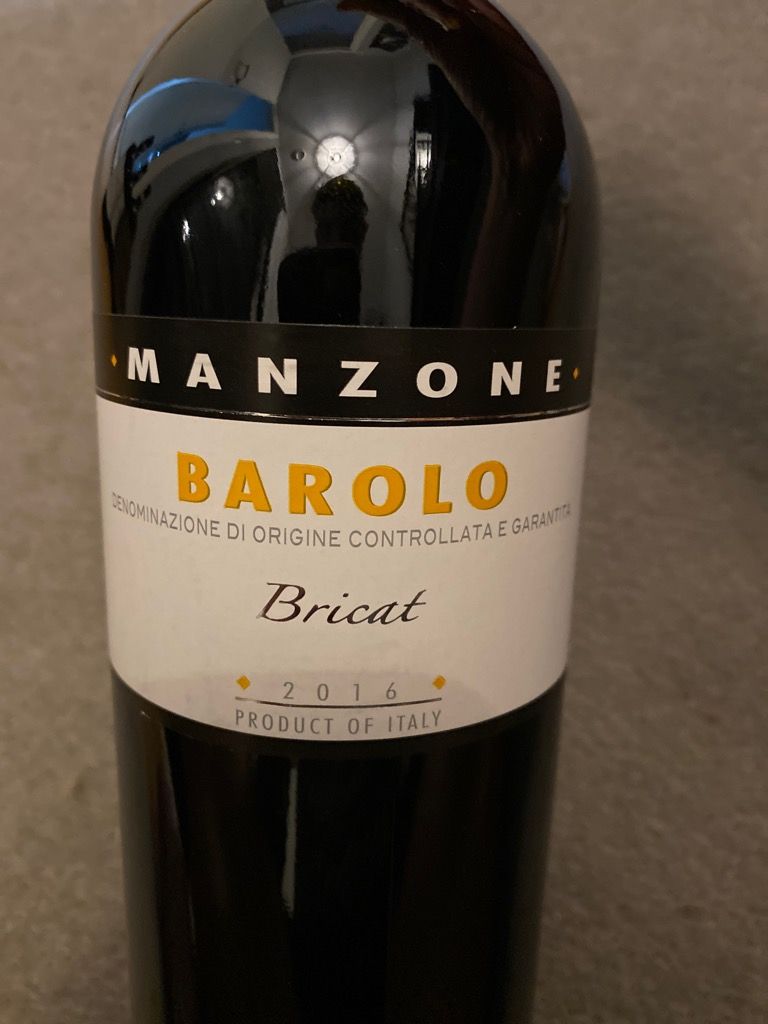 MANZONE
BAROLO
DENOMINAZIONE DI ORIGINE CONTROLLATA E GARANTITA
Bricat
2016
PRODUCT OF ITALY